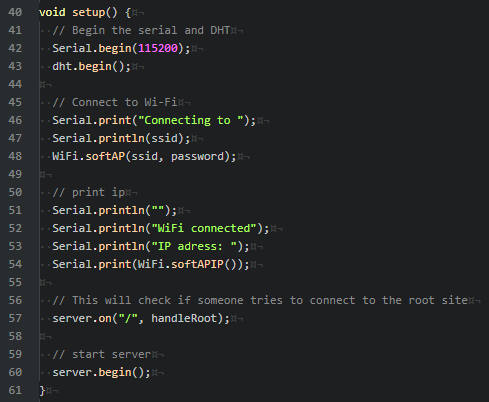 40 void setup() {¤¬
41 ··// Begin the serial and DHT¤¬
42 ··Serial.begin(115200);¤¬
43 ··dht.begin();¤¬
44 ¤¬
45 ··// Connect to Wi-Fi¤¬
46 ··Serial.print("Connecting to ");¤¬
47 ··Serial.println(ssid);¤¬
48 ··WiFi.softAP(ssid, password);¤¬
49 ¤¬
50 ··// print ip¤¬
51 ··Serial.println("");¤¬
52 ··Serial.println("WiFi connected");¤¬
53 ··Serial.println("IP adress: ");¤¬
54 ··Serial.print(WiFi.softAPIP());¤¬
55 ¤¬
56 ··// This will check if someone tries to connect to the root site¤¬
57 ··server.on("/", handleRoot);¤¬
58 ¤¬
59 ··// start server¤¬
60 ··server.begin();¤¬
61 }¤¬